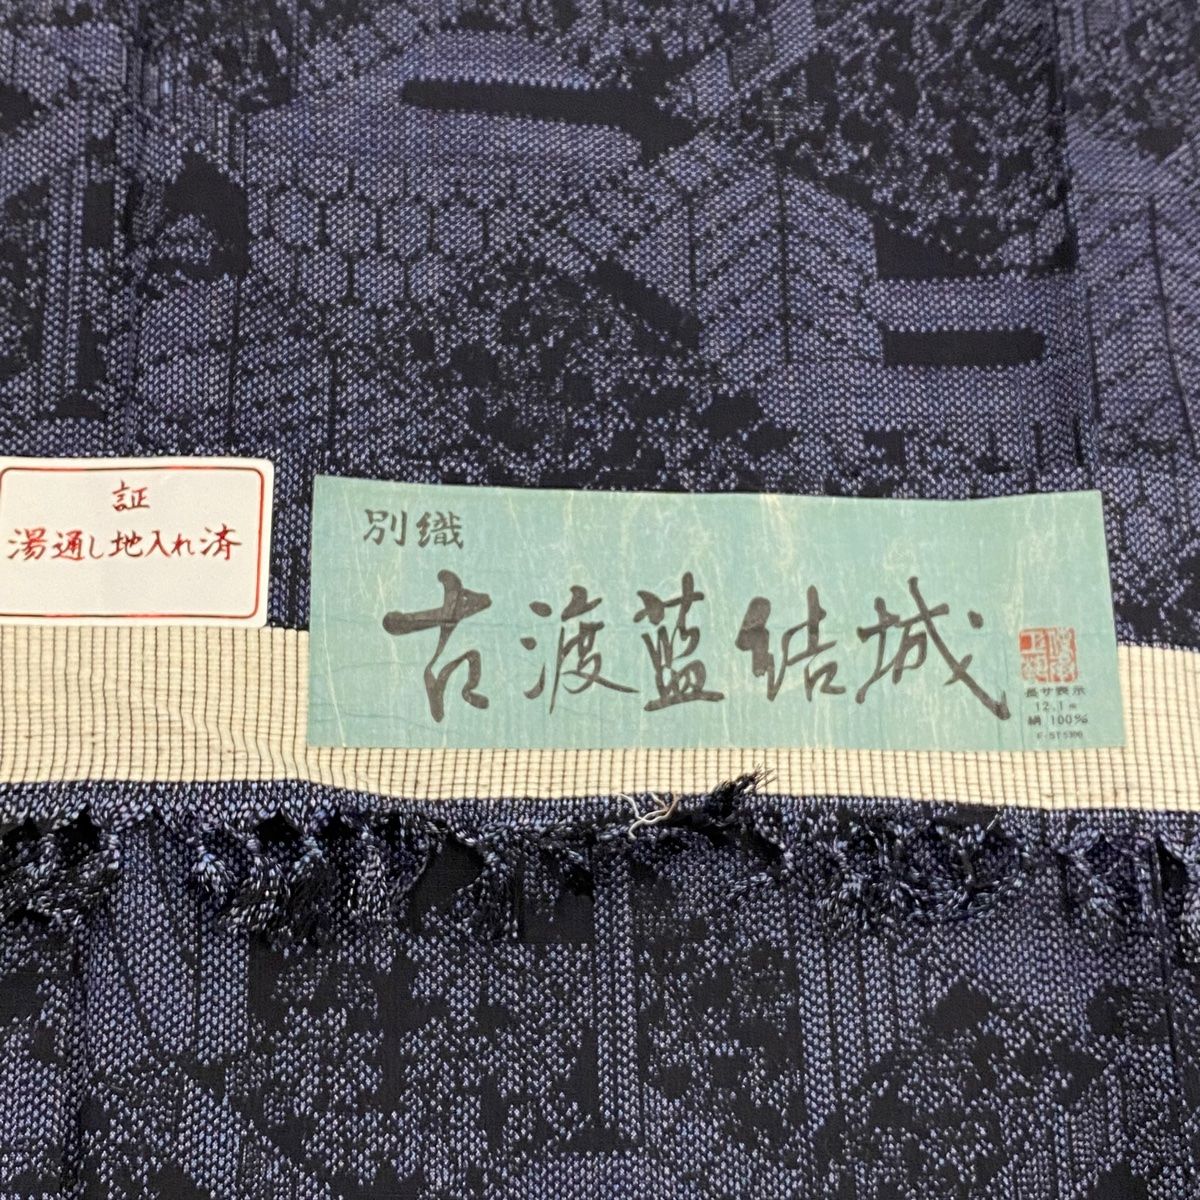 証
湯通し地入れ済
別織
古渡藍結城
長サ表示
12.1m
絹 100%